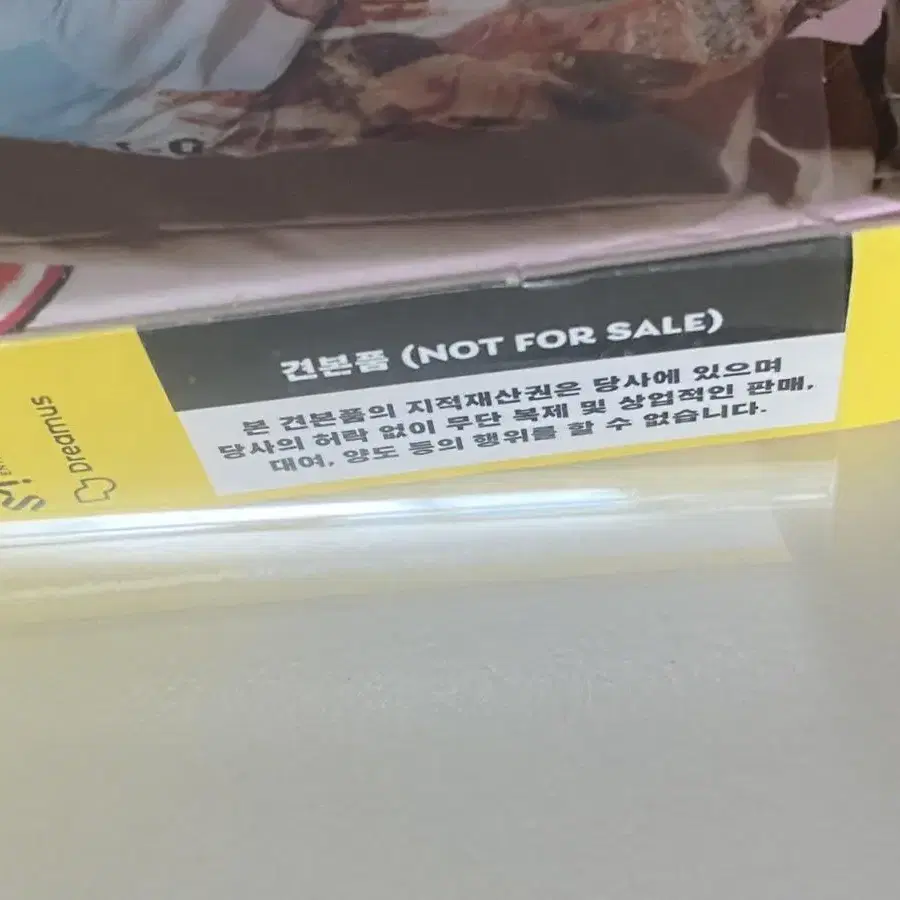 견본품 (NOT FOR SALE)
본 견본품의 지적재산권은 당사에 있으며
당사의 허락 없이 무단 복제 및 상업적인 판매,
대여, 양도 등의 행위를 할 수 없습니다.
Dreamus